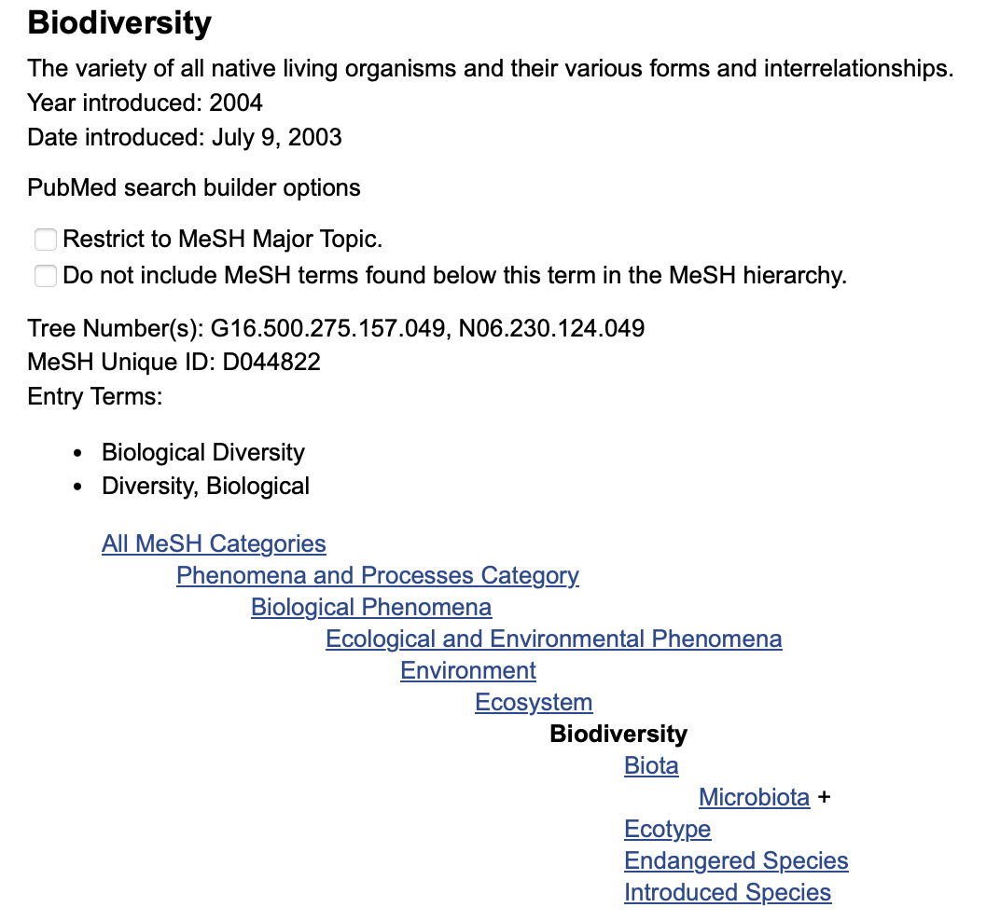 Biodiversity
The variety of all native living organisms and their various forms and interrelationships.
Year introduced: 2004
Date introduced: July 9, 2003
PubMed search builder options
Restrict to MeSH Major Topic.
Do not include MeSH terms found below this term in the MeSH hierarchy.
Tree Number(s): G16.500.275.157.049, N06.230.124.049
MeSH Unique ID: D044822
Entry Terms:
• Biological Diversity
• Diversity, Biological
All MeSH Categories
Phenomena and Processes Category
Biological Phenomena
Ecological and Environmental Phenomena
Environment
Ecosystem
Biodiversity
Biota
Microbiota +
Ecotype
Endangered Species
Introduced Species